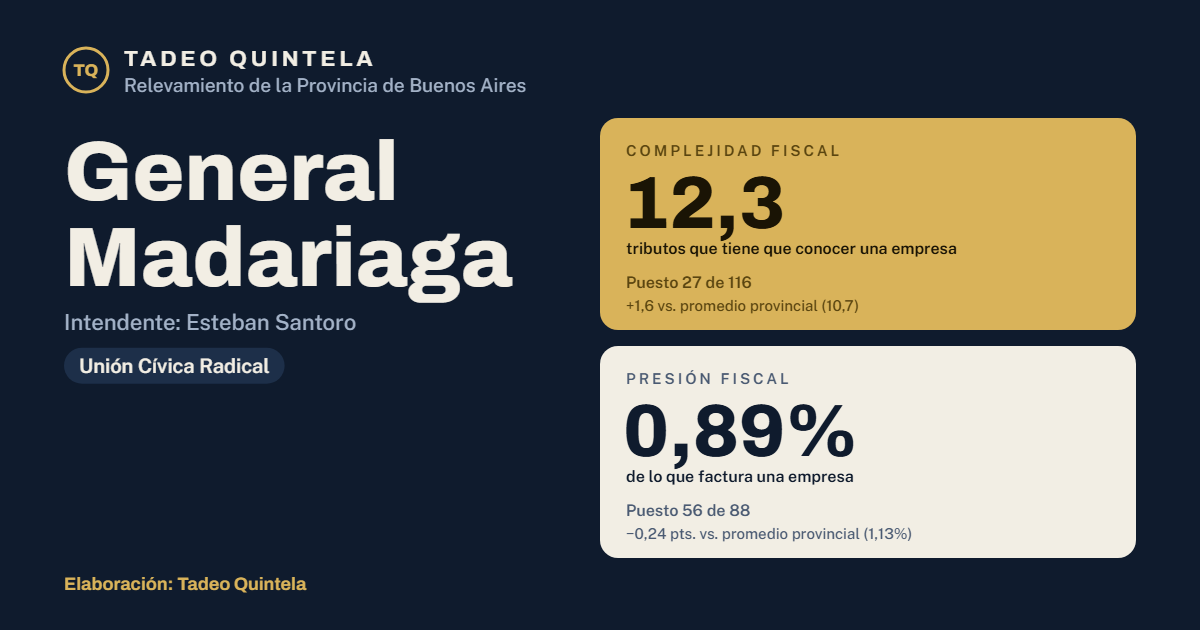 TQ
TADEO QUINTELA
Relevamiento de la Provincia de Buenos Aires
General
Madariaga
Intendente: Esteban Santoro
Unión Cívica Radical
COMPLEJIDAD FISCAL
12,3
tributos que tiene que conocer una empresa
Puesto 27 de 116
+1,6 vs. promedio provincial (10,7)
PRESIÓN FISCAL
0,89%
de lo que factura una empresa
Puesto 56 de 88
−0,24 pts. vs. promedio provincial (1,13%)
Elaboración: Tadeo Quintela